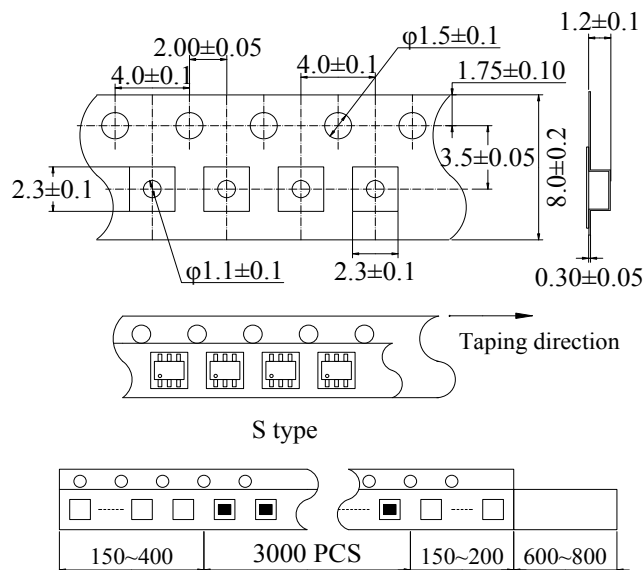 1.2±0.1
2.00±0.05
φ1.5±0.1
4.0±0.1
4.0±0.1
1.75±0.10
3.5±0.05
8.0±0.2
2.3±0.1
φ1.1±0.1
2.3±0.1
0.30±0.05
Taping direction
S type
150~400
3000 PCS
150~200
600~800